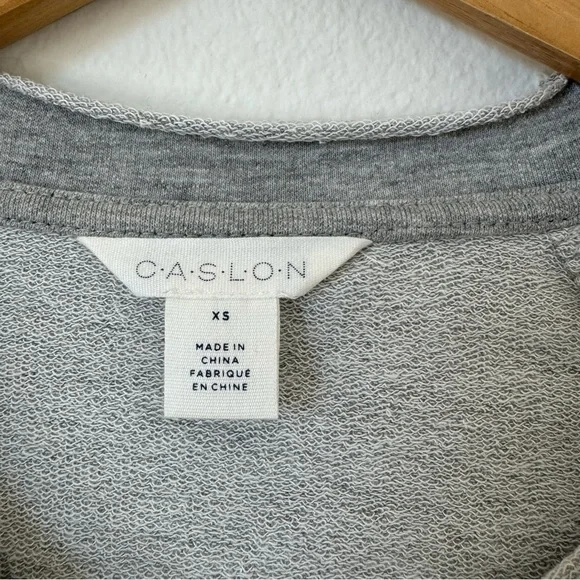 C·A·S·L·O·N
XS
MADE IN
CHINA
FABRIQUÉ
EN CHINE